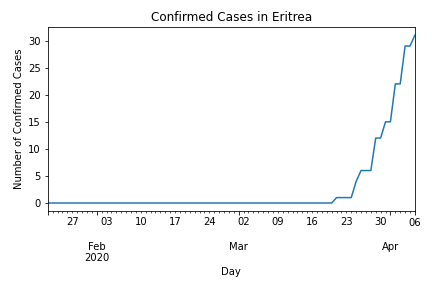 Confirmed Cases in Eritrea
Number of Confirmed Cases
30
25
20
15
10
5
0
27 03 10 17 24 02 09 16 23 30 06
Feb Mar Apr
2020
Day